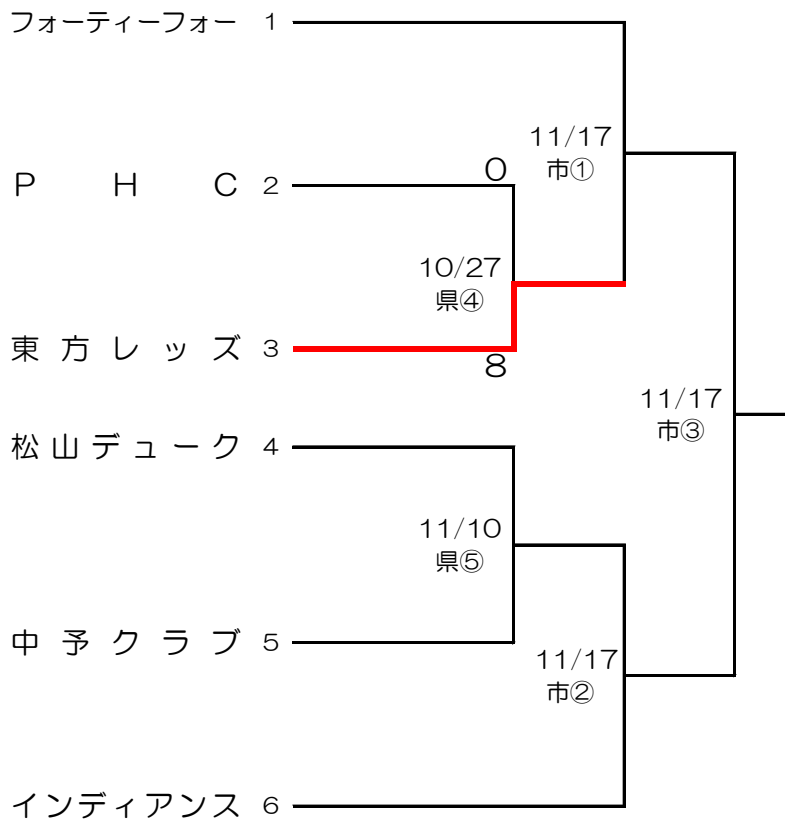 フォーティーフォー 1
11/17
市①
P H C 2
0
10/27
県④
東方レッズ 3
8
11/17
市③
松山デューク 4
11/10
県⑤
中予クラブ 5
11/17
市②
インディアンス 6